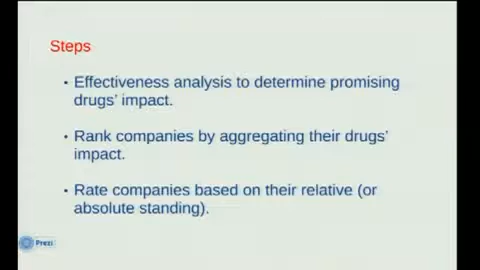 Steps
• Effectiveness analysis to determine promising
drugs’ impact.
• Rank companies by aggregating their drugs’
impact.
• Rate companies based on their relative (or
absolute standing).
Prezi